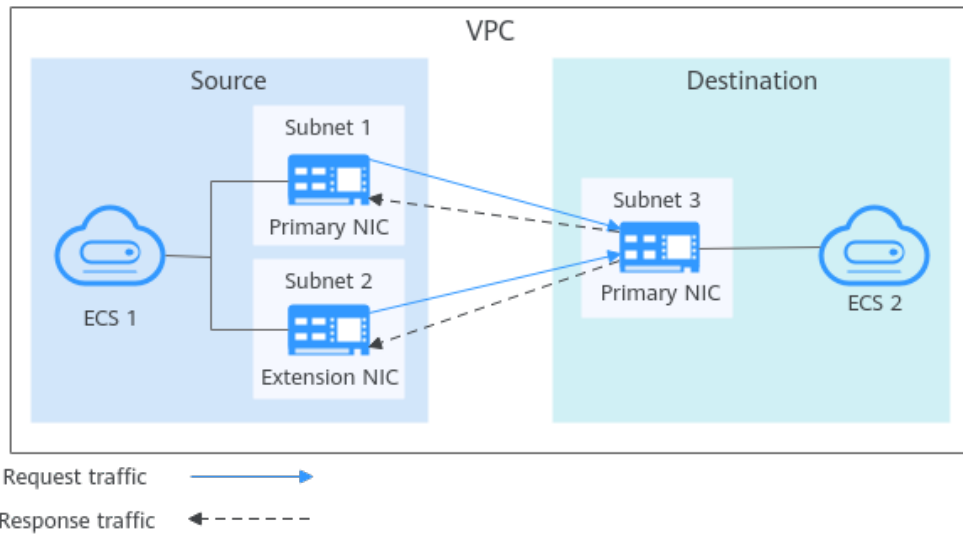 VPC
Source
Destination
Subnet 1
Primary NIC
Subnet 2
Extension NIC
ECS 1
Subnet 3
Primary NIC
ECS 2
Request traffic
Response traffic